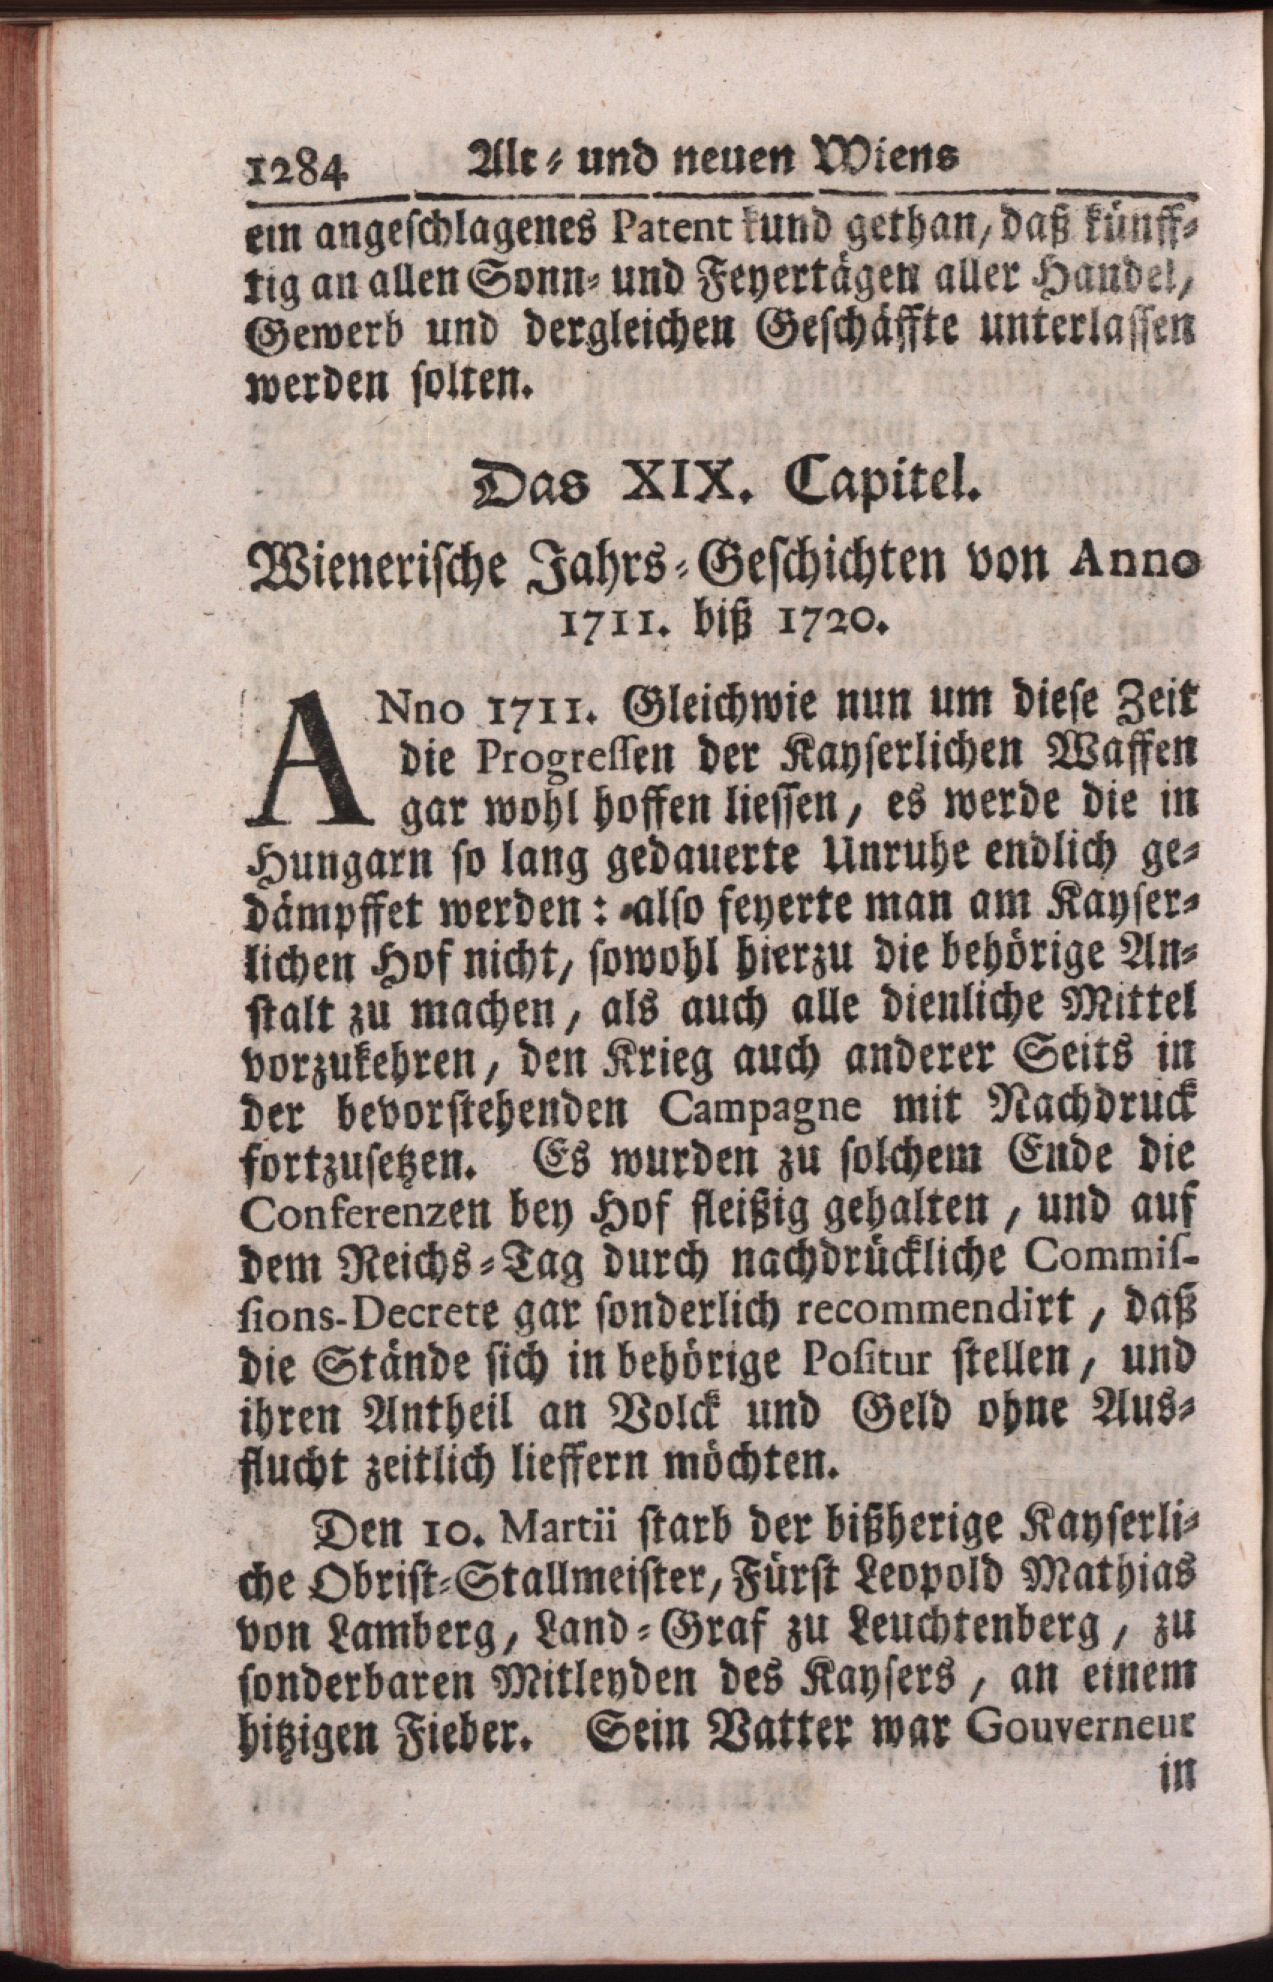 1284 Alt- und neuen Wiens
ein angeschlagenes Patent kund gethan, daß künff-
tig an allen Sonn- und Feyertägen aller Handel,
Gewerb und dergleichen Geschäffte unterlassen
werden solten.
Das XIX. Capitel.
Wienerische Jahrs-Geschichten von Anno
1711. biß 1720.
ANno 1711. Gleichwie nun um diese Zeit
die Progressen der Kayserlichen Waffen
gar wohl hoffen liessen, es werde die in
Hungarn so lang gedauerte Unruhe endlich ge-
dämpffet werden: also feyerte man am Kayser-
lichen Hof nicht, sowohl hierzu die behörige An-
stalt zu machen, als auch alle dienliche Mittel
vorzukehren, den Krieg auch anderer Seits in
der bevorstehenden Campagne mit Nachdruck
fortzusetzen. Es wurden zu solchem Ende die
Conferenzen bey Hof fleißig gehalten, und auf
dem Reichs-Tag durch nachdrückliche Commis-
sions-Decrete gar sonderlich recommendirt, daß
die Stände sich in behörige Positur stellen, und
ihren Antheil an Volck und Geld ohne Aus-
flucht zeitlich lieffern möchten.
Den 10. Martii starb der bißherige Kayserli-
che Obrist-Stallmeister, Fürst Leopold Mathias
von Lamberg, Land-Graf zu Leuchtenberg, zu
sonderbaren Mitleyden des Kaysers, an einem
hitzigen Fieber. Sein Vatter war Gouverneur
in